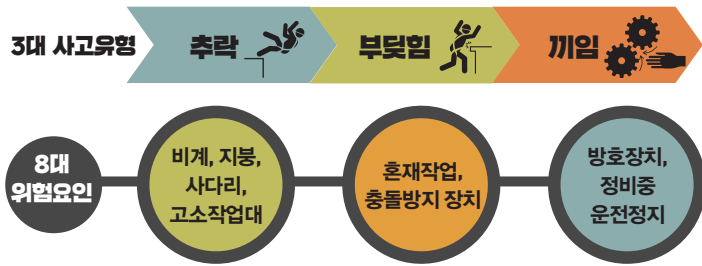 3대 사고유형
추락
부딪힘
끼임
8대
위험요인
비계, 지붕,
사다리,
고소작업대
혼재작업,
충돌방지 장치
방호장치,
정비중
운전정지